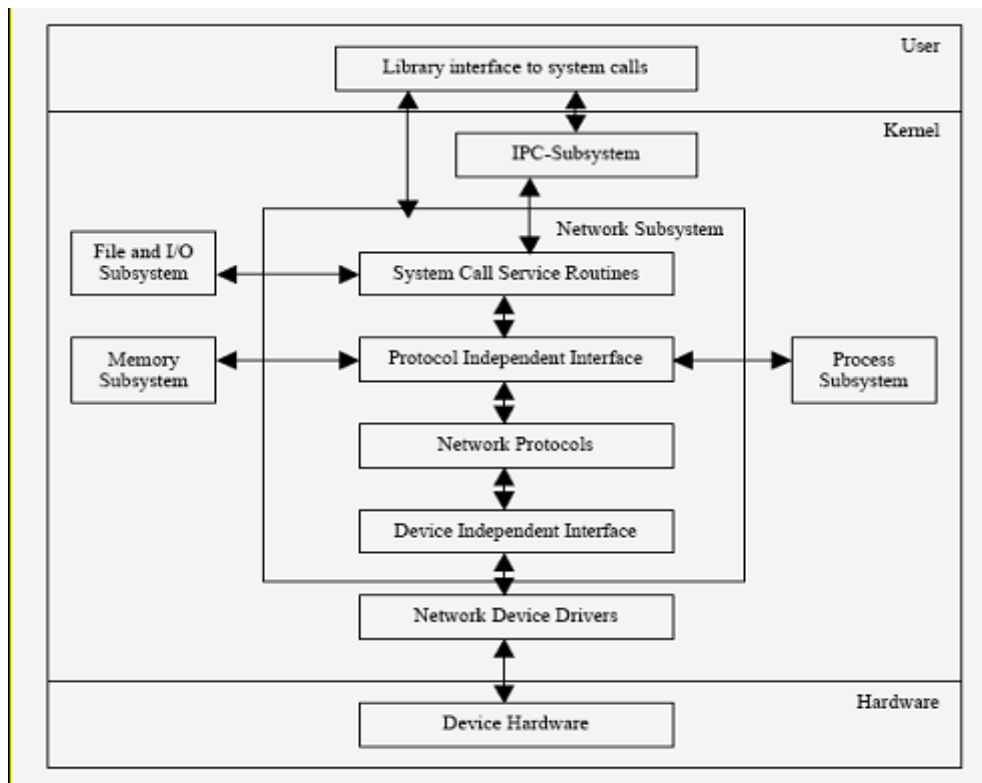 User
Library interface to system calls
Kernel
IPC-Subsystem
Network Subsystem
File and I/O
Subsystem
System Call Service Routines
Memory
Subsystem
Protocol Independent Interface
Process
Subsystem
Network Protocols
Device Independent Interface
Network Device Drivers
Hardware
Device Hardware